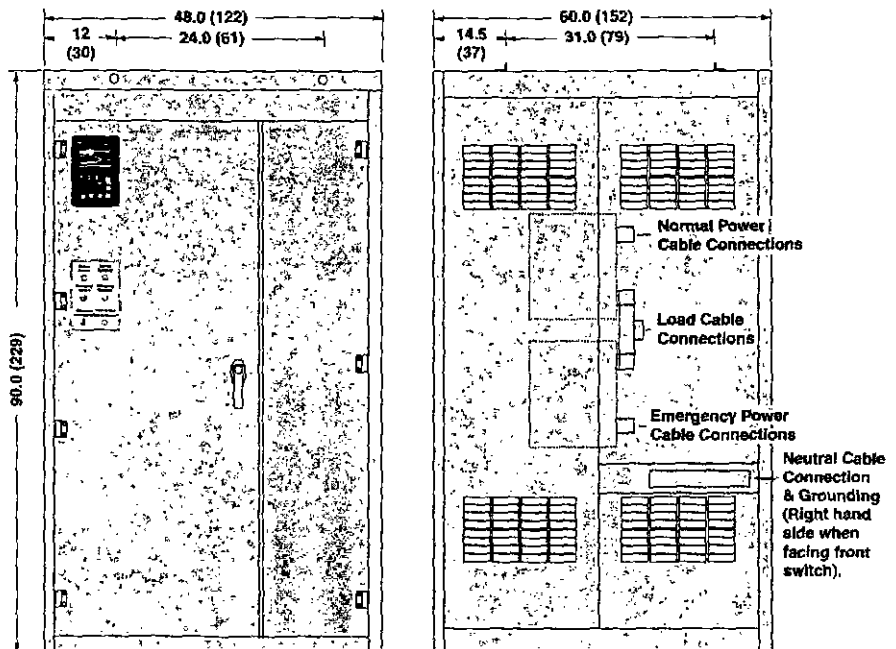 48.0 (122)
12
(30)
24.0 (61)
90.0 (229)
60.0 (152)
14.5
(37)
31.0 (79)
Normal Power
Cable Connections
Load Cable
Connections
Emergency Power
Cable Connections
Neutral Cable
Connection
& Grounding
(Right hand
side when
facing front
switch).